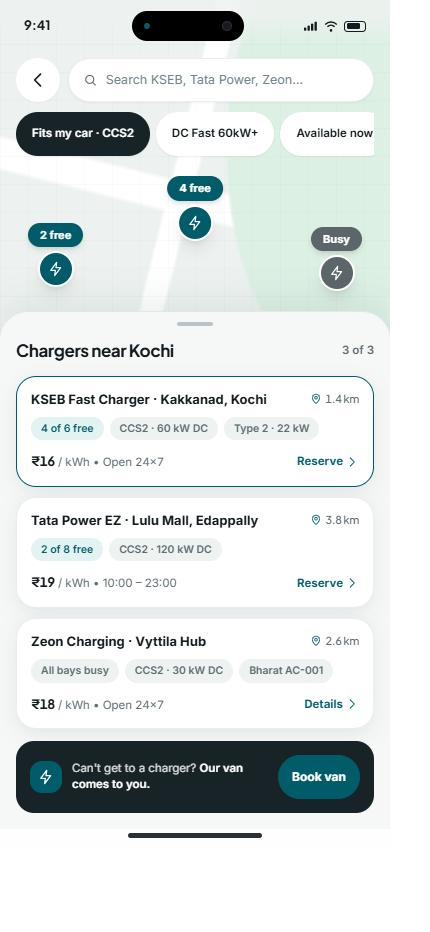 9:41
Search KSEB, Tata Power, Zeon...
Fits my car · CCS2
DC Fast 60kW+
Available now
4 free
2 free
Busy
Chargers near Kochi
3 of 3
KSEB Fast Charger · Kakkanad, Kochi
1.4 km
4 of 6 free
CCS2 · 60 kW DC
Type 2 · 22 kW
₹16 / kWh • Open 24×7
Reserve
Tata Power EZ · Lulu Mall, Edappally
3.8 km
2 of 8 free
CCS2 · 120 kW DC
₹19 / kWh • 10:00 – 23:00
Reserve
Zeon Charging · Vyttila Hub
2.6 km
All bays busy
CCS2 · 30 kW DC
Bharat AC-001
₹18 / kWh • Open 24×7
Details
Can't get to a charger? Our van
comes to you.
Book van